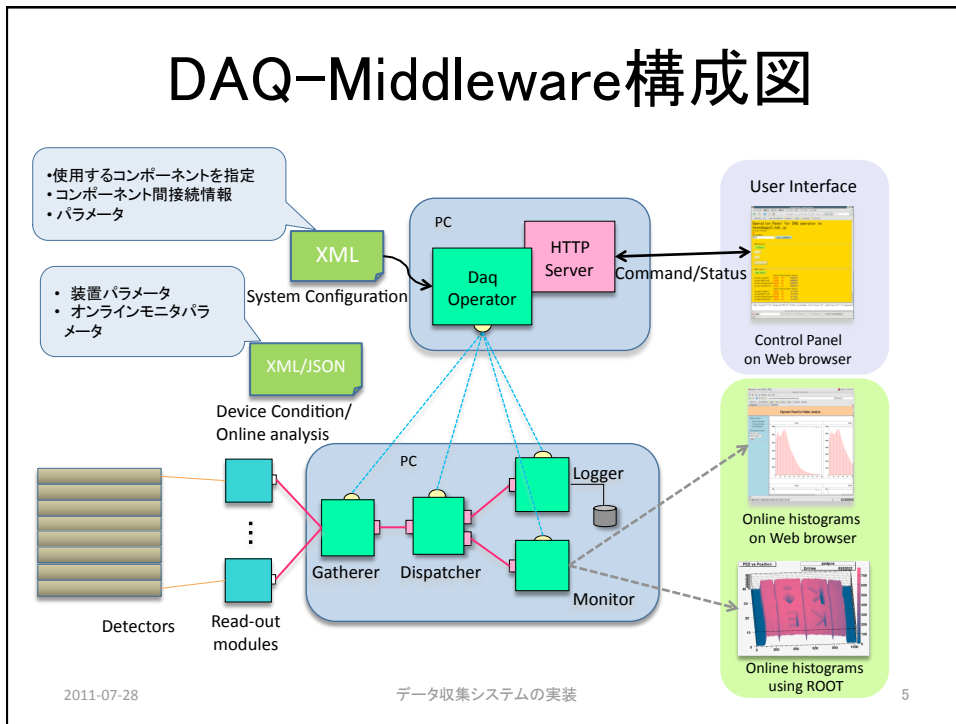 DAQ-Middleware構成図
•使用するコンポーネントを指定
• コンポーネント間接続情報
• パラメータ
• 装置パラメータ
• オンラインモニタパラ
メータ
XML
System Configuration
XML/JSON
Device Condition/
Online analysis
PC
Daq
Operator
HTTP
Server
Command/Status
User Interface
Control Panel
on Web browser
PC
Gatherer
Dispatcher
Logger
Monitor
Detectors
⋮
Read-out
modules
Online histograms
on Web browser
PSD vs Position
Online histograms
using ROOT
2011-07-28
データ収集システムの実装
5